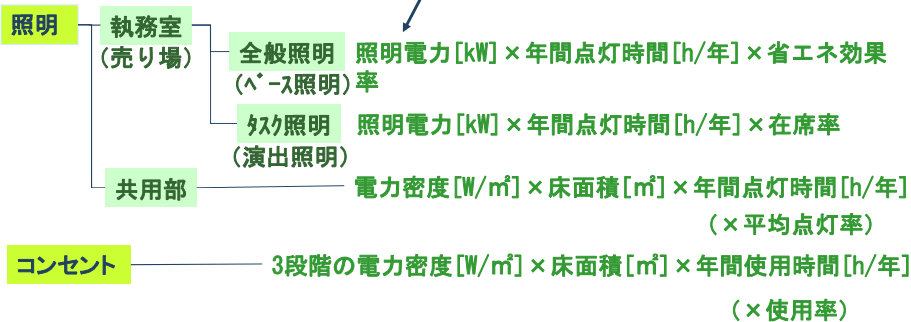 照明
執務室
(売り場)
全般照明
(ﾍﾞｰｽ照明)
照明電力[kW]×年間点灯時間[h/年]×省エネ効果
率
ﾀｽｸ照明
(演出照明)
照明電力[kW]×年間点灯時間[h/年]×在席率
共用部
電力密度[W/㎡]×床面積[㎡]×年間点灯時間[h/年]
(×平均点灯率)
コンセント
3段階の電力密度[W/㎡]×床面積[㎡]×年間使用時間[h/年]
(×使用率)